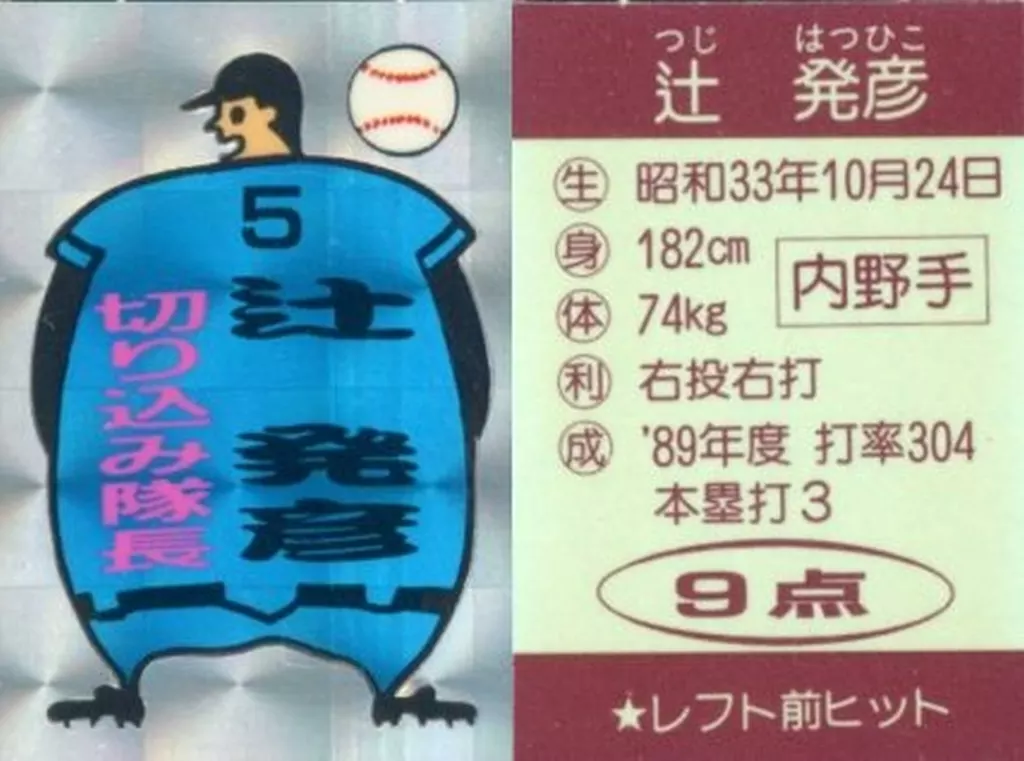 5
辻 発彦
切り込み隊長
つじ はつひこ
辻 発彦
生 昭和33年10月24日
身 182cm
内野手
体 74kg
利 右投右打
成 '89年度 打率304
本塁打3
9点
★レフト前ヒット